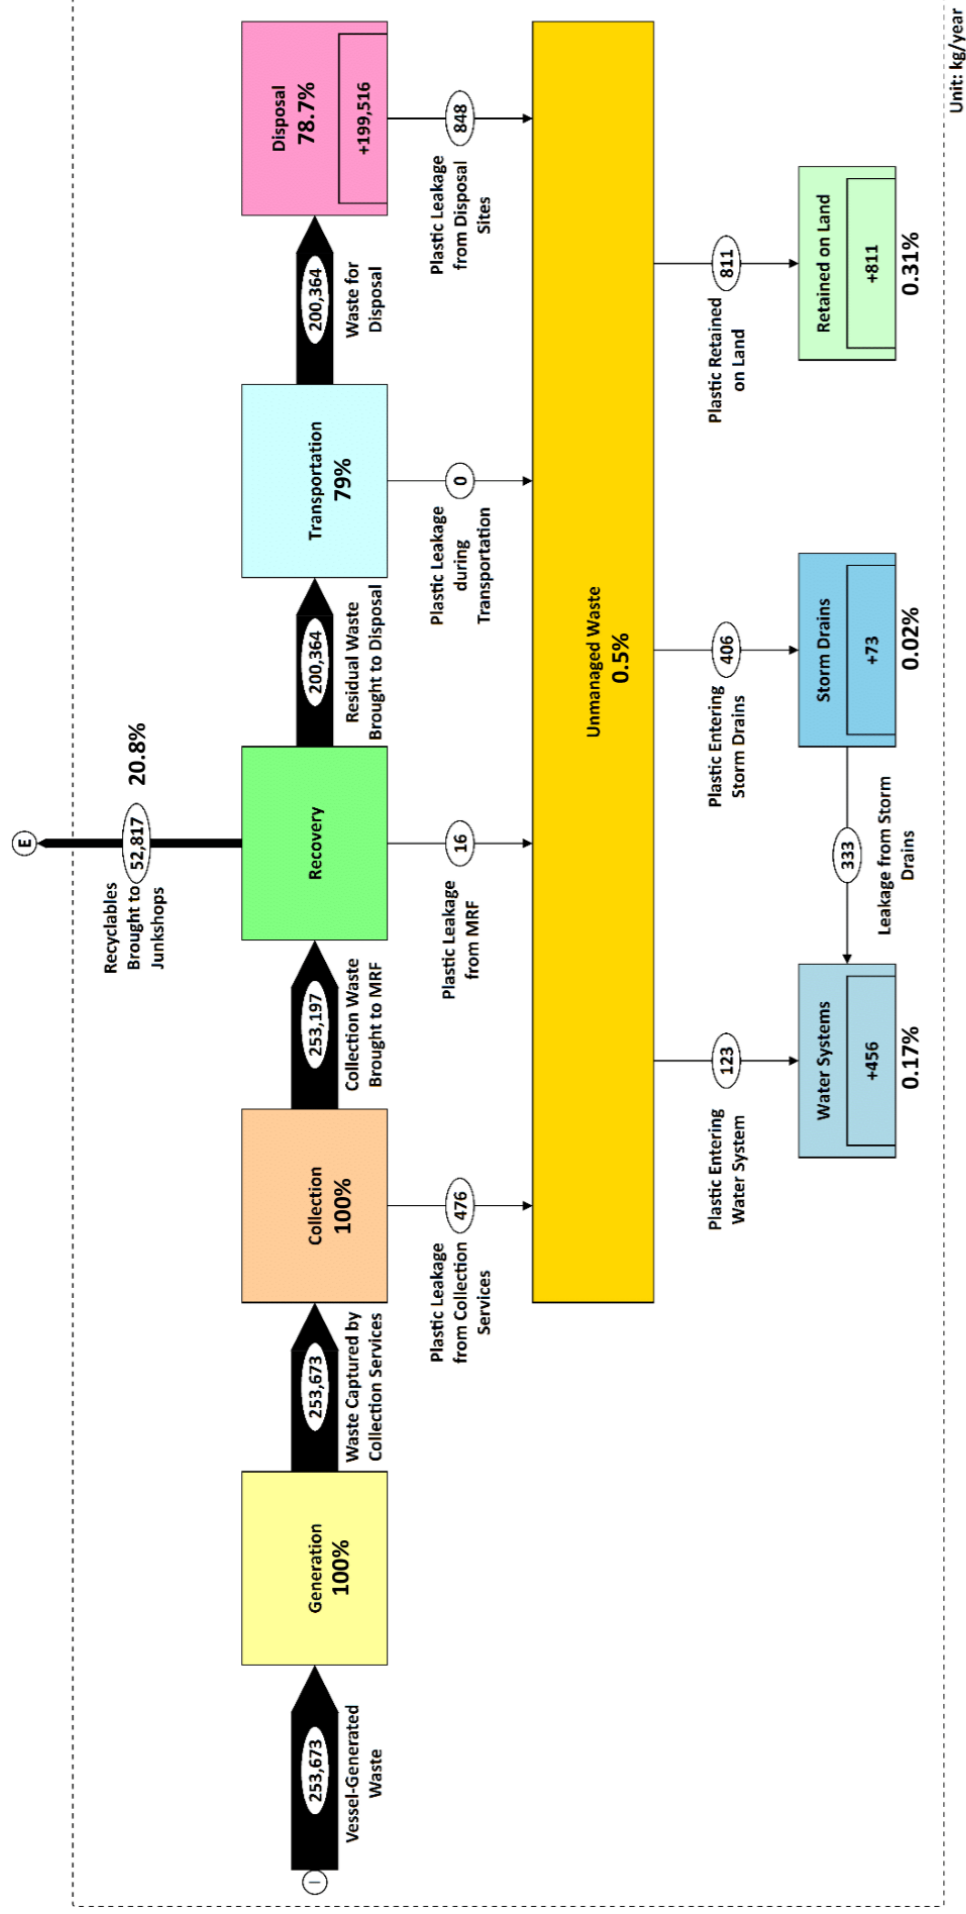 I
253,673
Vessel-Generated
Waste
Generation
100%
253,673
Waste Captured by
Collection Services
Collection
100%
253,197
Collection Waste
Brought to MRF
Recovery
Recyclables
Brought to
Junkshops
52,817
20.8%
E
200,364
Residual Waste
Brought to Disposal
Transportation
79%
200,364
Waste for
Disposal
Disposal
78.7%
+199,516
Plastic Leakage
from Collection
Services
476
Plastic Leakage
from MRF
16
Plastic Leakage
during
Transportation
0
Plastic Leakage
from Disposal
Sites
848
Unmanaged Waste
0.5%
Plastic Entering
Water System
123
Plastic Entering
Storm Drains
406
Plastic Retained
on Land
811
Water Systems
+456
0.17%
333
Leakage from Storm
Drains
Storm Drains
+73
0.02%
Retained on Land
+811
0.31%
Unit: kg/year